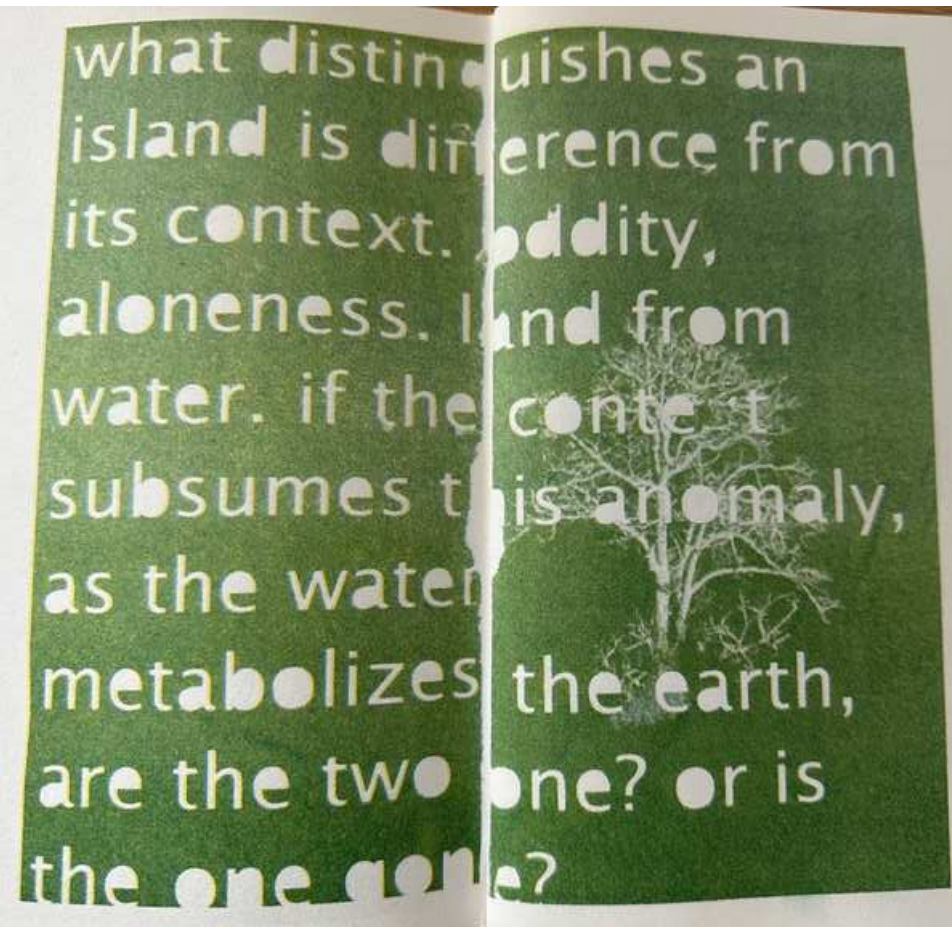 what distinguishes an
island is difference from
its context. oddity,
aloneness. land from
water. if the context
subsumes this anomaly,
as the water
metabolizes the earth,
are the two one? or is
the one gone?